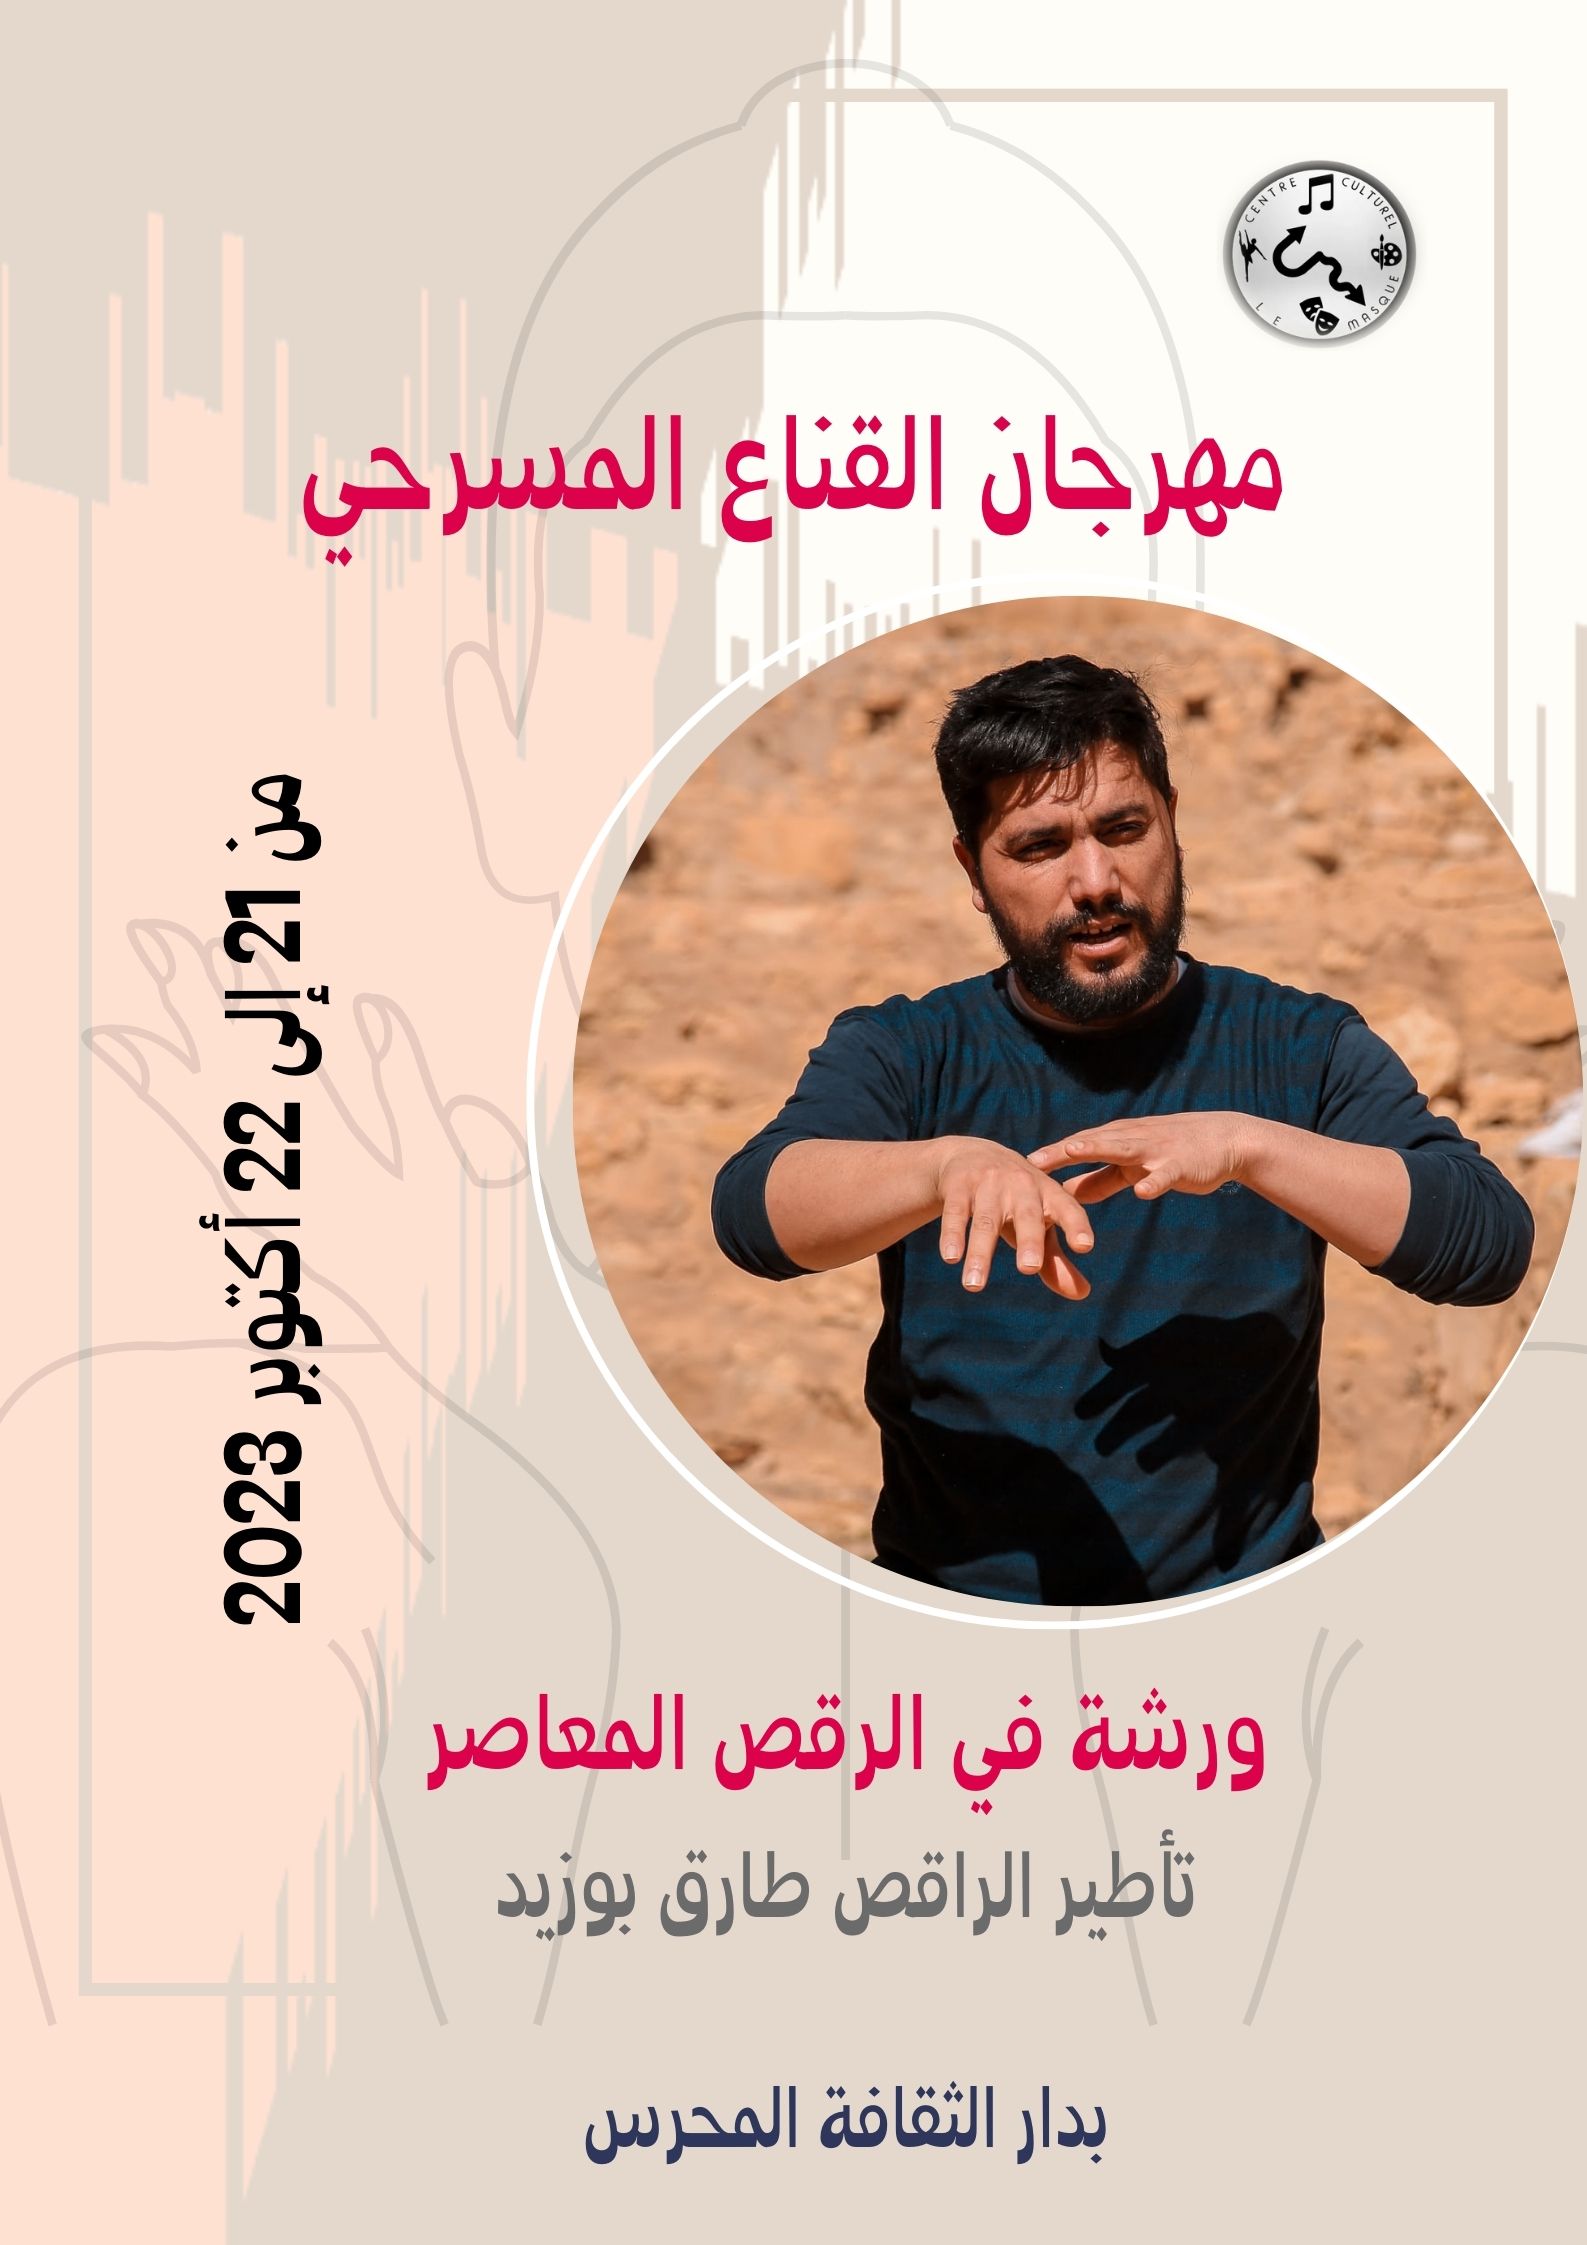 CENTRE CULTUREL
LE MASQUE
مهرجان القناع المسرحي
من 21 إلى 22 أكتوبر 2023
ورشة في الرقص المعاصر
تأطير الراقص طارق بوزيد
بدار الثقافة المحرس